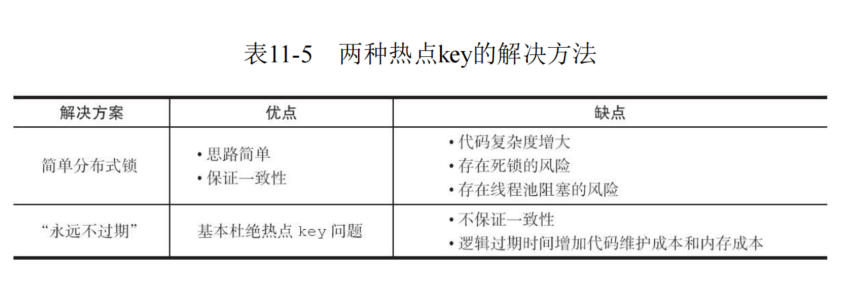 表11-5 两种热点key的解决方法
解决方案 优点 缺点
简单分布式锁
• 思路简单
• 保证一致性
• 代码复杂度增大
• 存在死锁的风险
• 存在线程池阻塞的风险
“永远不过期”
基本杜绝热点 key 问题
• 不保证一致性
• 逻辑过期时间增加代码维护成本和内存成本